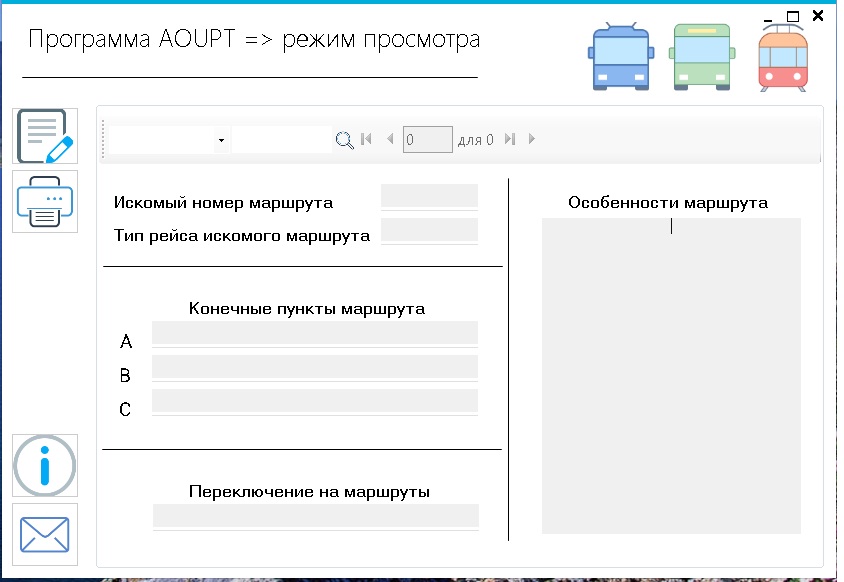 Программа AOUPT => режим просмотра
0 для 0
Искомый номер маршрута
Тип рейса искомого маршрута
Конечные пункты маршрута
A
B
C
Переключение на маршруты
Особенности маршрута